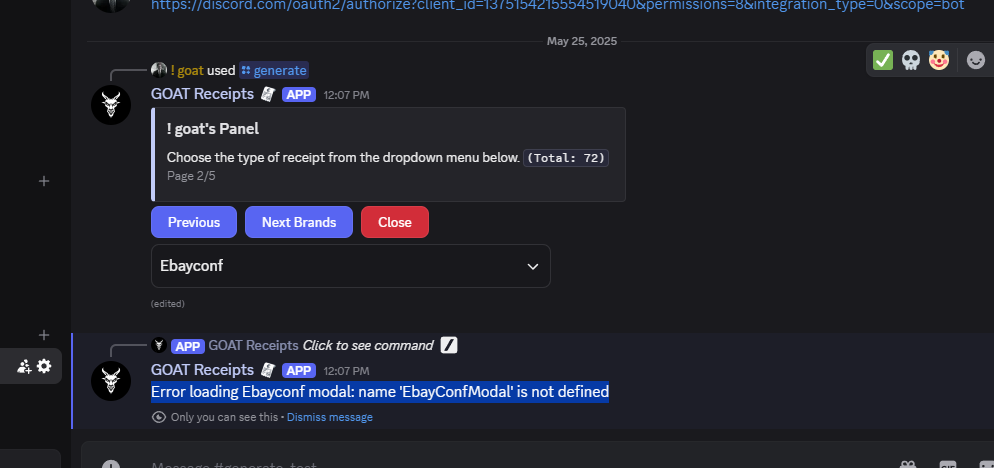 https://discord.com/oauth2/authorize?client_id=1375154215554519040&permissions=8&integration_type=0&scope=bot
May 25, 2025
! goat used generate
GOAT Receipts APP 12:07 PM
! goat's Panel
Choose the type of receipt from the dropdown menu below. (Total: 72)
Page 2/5
Previous Next Brands Close
Ebayconf
(edited)
APP GOAT Receipts Click to see command
GOAT Receipts APP 12:07 PM
Error loading Ebayconf modal: name 'EbayConfModal' is not defined
Only you can see this • Dismiss message